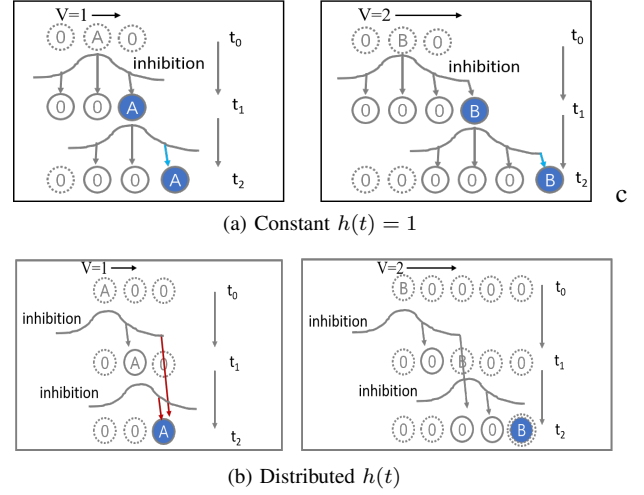 V=1
0 A 0
t0
inhibition
0 0 A
t1
0 0 0 A
t2
V=2
0 B 0
t0
inhibition
0 0 0 B
t1
0 0 0 0 0 B
t2
c
(a) Constant h(t) = 1
V=1
A 0 0
t0
inhibition
0 A 0
t1
inhibition
0 0 A
t2
V=2
B 0 0 0 0
t0
inhibition
0 0 B 0 0
t1
inhibition
0 0 0 0 B
t2
(b) Distributed h(t)